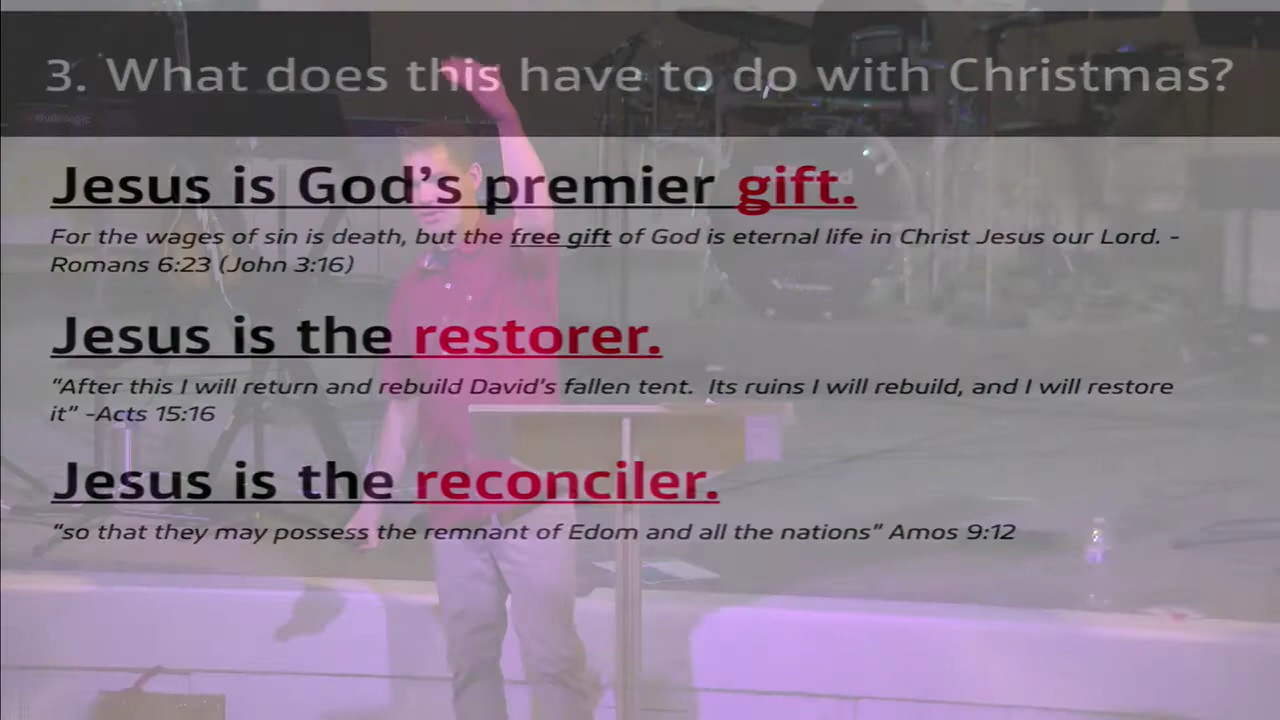 3. What does this have to do with Christmas?
Jesus is God’s premier gift.
For the wages of sin is death, but the free gift of God is eternal life in Christ Jesus our Lord. -
Romans 6:23 (John 3:16)
Jesus is the restorer.
“After this I will return and rebuild David’s fallen tent. Its ruins I will rebuild, and I will restore
it” -Acts 15:16
Jesus is the reconciler.
“so that they may possess the remnant of Edom and all the nations” Amos 9:12